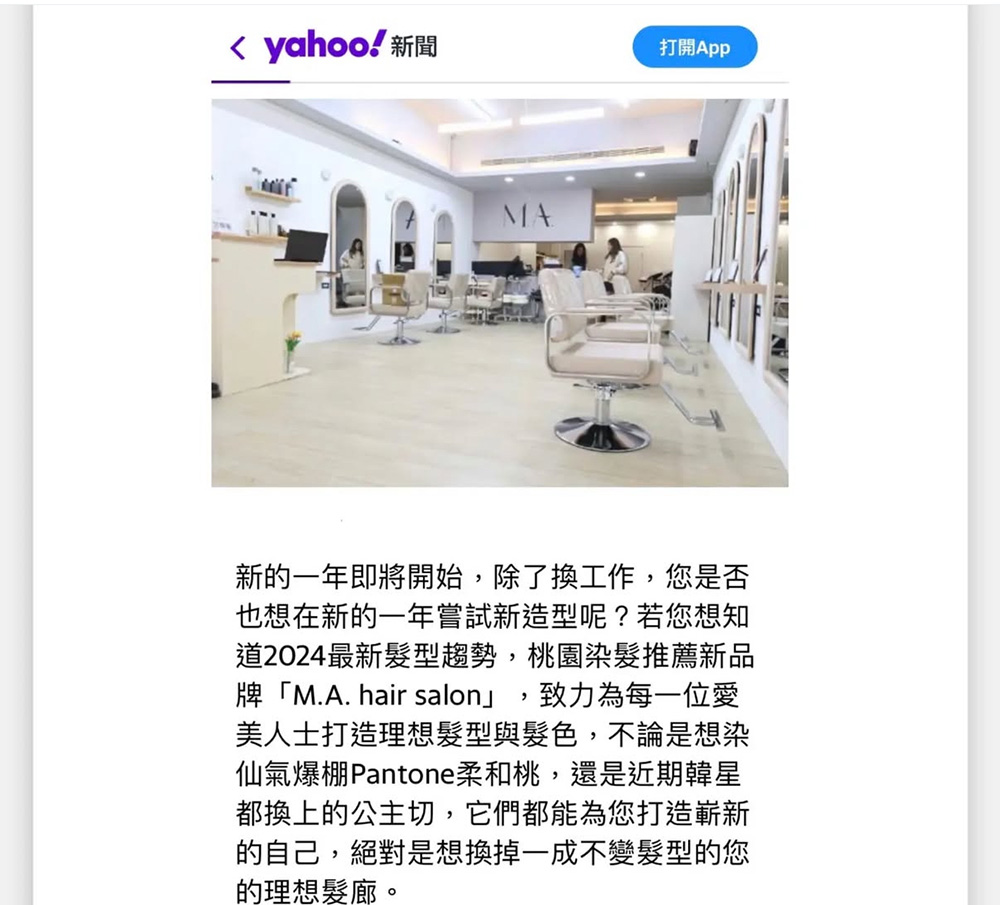 yahoo!新聞
打開App
M.A.
新的一年即將開始，除了換工作，您是否
也想在新的一年嘗試新造型呢？若您想知
道2024最新髮型趨勢，桃園染髮推薦新品
牌「M.A. hair salon」，致力為每一位愛
美人士打造理想髮型與髮色，不論是想染
仙氣爆棚Pantone柔和桃，還是近期韓星
都換上的公主切，它們都能為您打造嶄新
的自己，絕對是想換掉一成不變髮型的您
的理想髮廊。